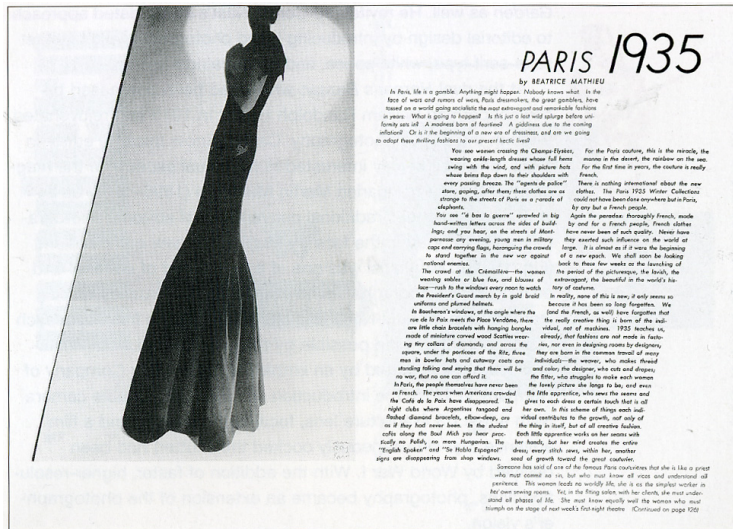 PARIS 1935
by BEATRICE MATHIEU
In Paris, life is a gamble. Anything might happen. Nobody knows what. In the
face of wars and rumors of wars, Paris dressmakers, the great gamblers, have
tossed on a world going socialistic the most extravagant and remarkable fashions
in years. What is going to happen? Is this just a last wild splurge before uni-
formity sets in? A madness born of feartime? A giddiness due to the coming
inflation? Or is it the beginning of a new era of dressiness, and are we going
to adapt these thrilling fashions to our present hectic lives?
You see women crossing the Champs-Elysées,
wearing ankle-length dresses whose full hems
swing with the wind, and with picture hats
whose brims flap down to their shoulders with
every passing breeze. The "agents de police"
stare, gaping, after them; these clothes are as
strange to the streets of Paris as a parade of
elephants.
You see "à bas la guerre" sprawled in big
hand-written letters across the sides of build-
ings; and you hear, on the streets of Mont-
parnasse any evening, young men in military
caps and carrying flags, haranguing the crowds
to stand together in the new war against
national enemies.
The crowd at the Crémaillère—the women
wearing sables or blue fox, and blouses of
lace—rush to the windows every noon to watch
the President's Guard march by in gold braid
uniforms and plumed helmets.
In Boucheron's windows, at the angle where the
rue de la Paix meets the Place Vendôme, there
are little chain bracelets with hanging bangles
made of miniature carved wood Scotties wear-
ing tiny collars of diamonds; and across the
square, under the porticoes of the Ritz, three
men in bowler hats and cutaway coats are
standing talking and saying that there will be
no war, that no one can afford it.
In Paris, the people themselves have never been
as French. The years when Americans crowded
the Café de la Paix have disappeared. The
night clubs where Argentines tangoed and
flashed diamond bracelets, elbow-deep, are
as if they had never been. In the student
cafés along the Boul Mich you hear prac-
tically no Polish, no mere Hungarian. The
"English Spoken" and "Se Habla Espagnol"
signs are disappearing from shop windows.
For the Paris couture, this is the miracle, the
manna in the desert, the rainbow on the sea.
For the first time in years, the couture is really
French.
There is nothing international about the new
clothes. The Paris 1935 Winter Collections
could not have been done anywhere but in Paris,
by any but a French people.
Again the paradox: thoroughly French, made
by and for a French people, French clothes
have never been of such quality. Never have
they exerted such influence on the world at
large. It is almost as if it were the beginning
of a new epoch. We shall soon be looking
back to these few weeks as the launching of
the period of the picturesque, the lavish, the
extravagant, the beautiful in the world's his-
tory of costume.
In reality, none of this is new; it only seems so
because it has been so long forgotten. We
(and the French, as well) have forgotten that
the really creative thing is born of the indi-
vidual, not of machines. 1935 teaches us,
already, that fashions are not made in facto-
ries, nor even in designing rooms by designers;
they are born in the common travail of many
individuals—the weaver, who makes thread
and color; the designer, who cuts and drapes;
the fitter, who struggles to make each woman
the lovely picture she longs to be, and even
the little apprentice, who sews the seams and
gives to each dress a certain touch that is all
her own. In this scheme of things each indi-
vidual contributes to the growth, not only of
the thing in itself, but of all creative fashion.
Each little apprentice works on her seams with
her hands, but her mind creates the entire
dress; every stitch sews, within her, another
seed of growth toward the great couturier.
Someone has said of one of the famous Paris couturières that she is like a priest
who must commit no sin, but who must know all vices and understand all
penitence. This woman leads no worldly life, she is as the simplest worker in
her own sewing rooms. Yet, in the fitting salon, with her clients, she must under-
stand all phases of life. She must know equally well the woman who must
triumph on the stage of next week's first-night theatre (Continued on page 126)